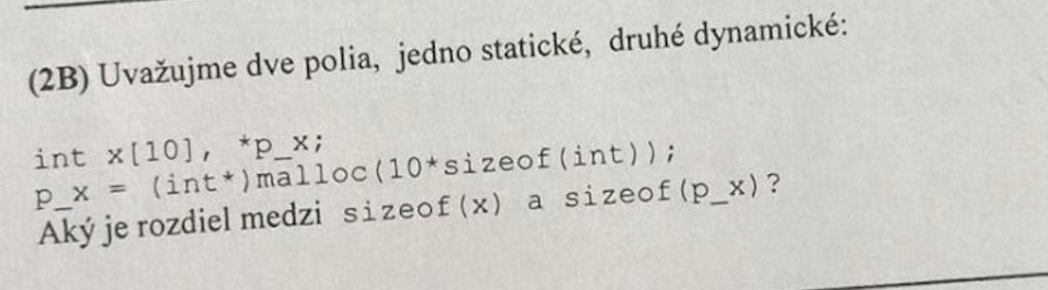 (2B) Uvažujme dve polia, jedno statické, druhé dynamické:
int x[10], *p_x;
p_x = (int*)malloc(10*sizeof(int));
Aký je rozdiel medzi sizeof(x) a sizeof(p_x)?